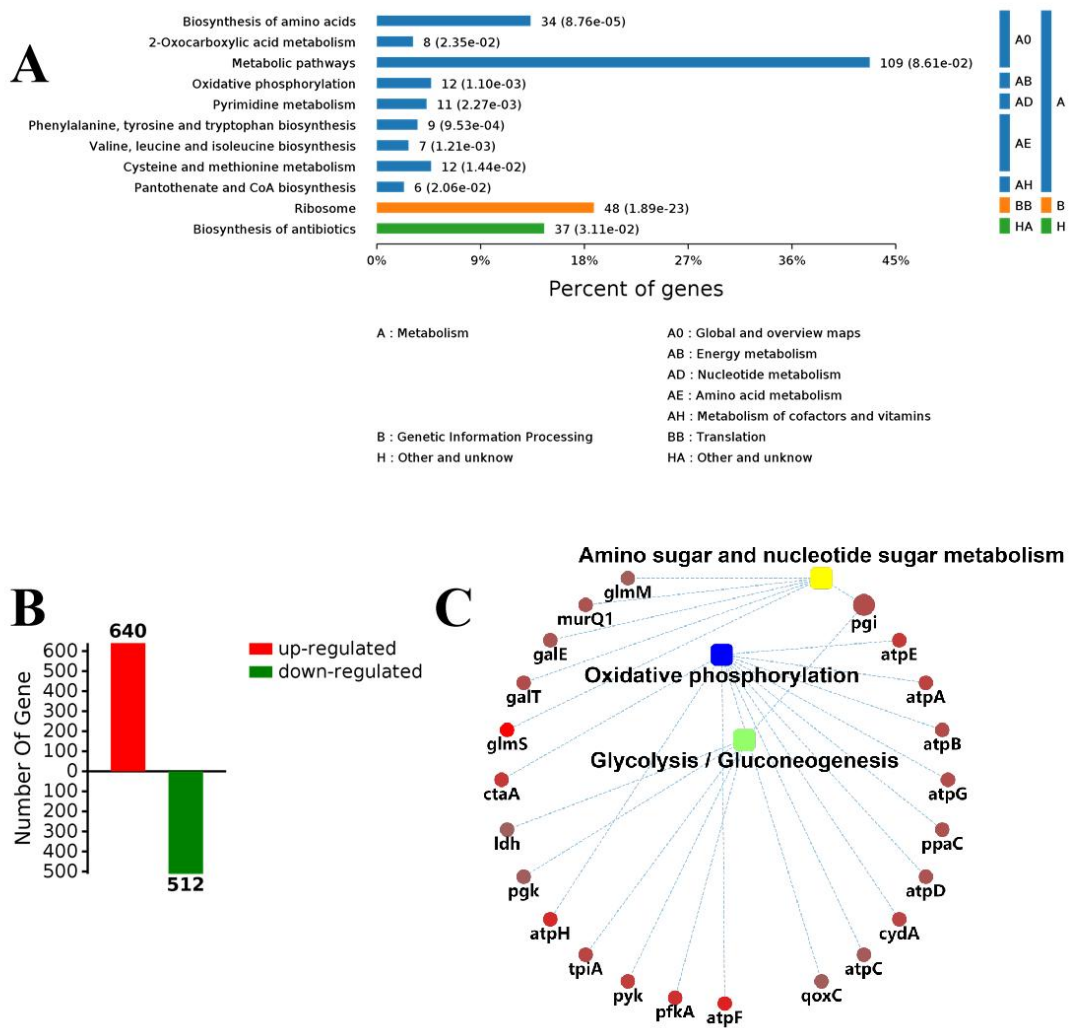 A
Biosynthesis of amino acids 34 (8.76e-05)
2-Oxocarboxylic acid metabolism 8 (2.35e-02)
Metabolic pathways 109 (8.61e-02)
Oxidative phosphorylation 12 (1.10e-03)
Pyrimidine metabolism 11 (2.27e-03)
Phenylalanine, tyrosine and tryptophan biosynthesis 9 (9.53e-04)
Valine, leucine and isoleucine biosynthesis 7 (1.21e-03)
Cysteine and methionine metabolism 12 (1.44e-02)
Pantothenate and CoA biosynthesis 6 (2.06e-02)
Ribosome 48 (1.89e-23)
Biosynthesis of antibiotics 37 (3.11e-02)
A0
AB
AD
AE
AH
BB
HA
A
B
H
0% 9% 18% 27% 36% 45%
Percent of genes
A : Metabolism A0 : Global and overview maps
AB : Energy metabolism
AD : Nucleotide metabolism
AE : Amino acid metabolism
AH : Metabolism of cofactors and vitamins
B : Genetic Information Processing BB : Translation
H : Other and unknow HA : Other and unknow
B
640
600
500
400
300
200
100
0
100
200
300
400
500
512
Number Of Gene
up-regulated
down-regulated
C
Amino sugar and nucleotide sugar metabolism
Oxidative phosphorylation
Glycolysis / Gluconeogenesis
glmM
murQ1
galE
galT
glmS
ctaA
ldh
pgk
atpH
tpiA
pyk
pfkA
atpF
qoxC
atpC
cydA
atpD
ppaC
atpG
atpB
atpA
atpE
pgi